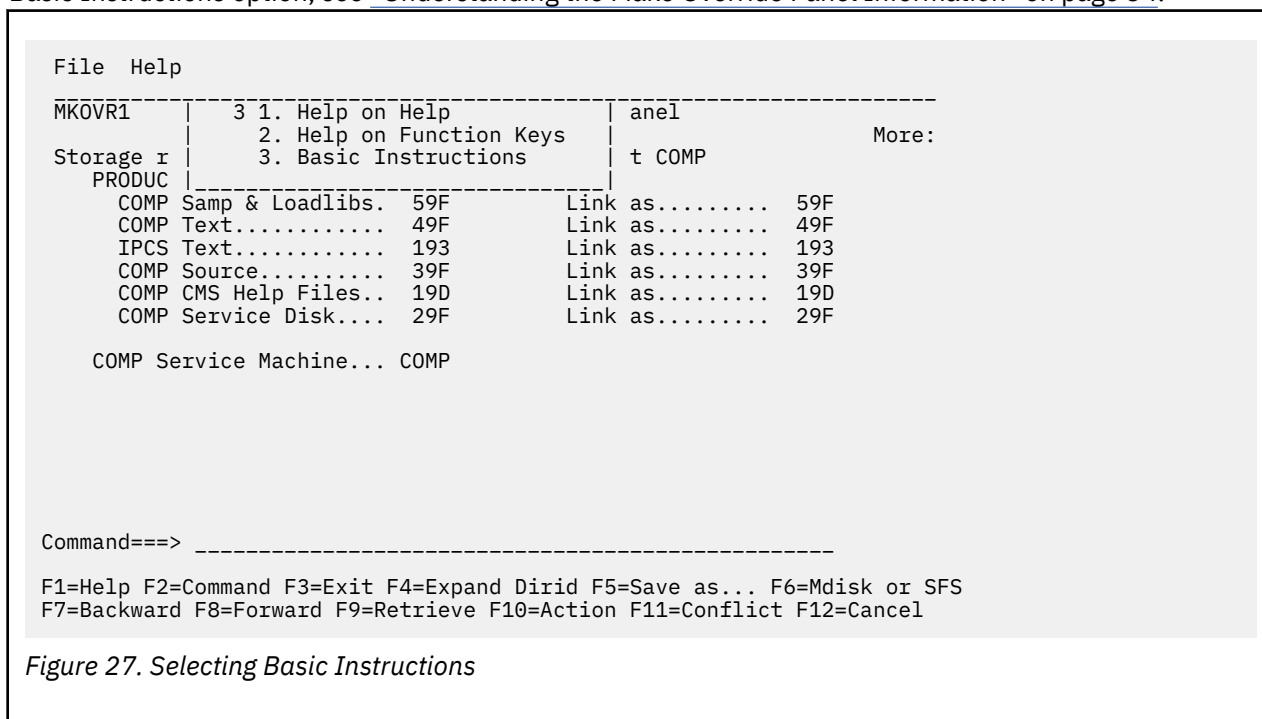 Basic Instructions option, see "Understanding the Make Override Panel Information" on page 34.
File Help
MKOVR1 | 3 1. Help on Help | anel
| 2. Help on Function Keys | More:
Storage r | 3. Basic Instructions | t COMP
PRODUC |________________________________|
COMP Samp & Loadlibs. 59F Link as......... 59F
COMP Text............ 49F Link as......... 49F
IPCS Text............ 193 Link as......... 193
COMP Source.......... 39F Link as......... 39F
COMP CMS Help Files.. 19D Link as......... 19D
COMP Service Disk.... 29F Link as......... 29F
COMP Service Machine... COMP
Command===> __________________________________________________
F1=Help F2=Command F3=Exit F4=Expand Dirid F5=Save as... F6=Mdisk or SFS
F7=Backward F8=Forward F9=Retrieve F10=Action F11=Conflict F12=Cancel
Figure 27. Selecting Basic Instructions